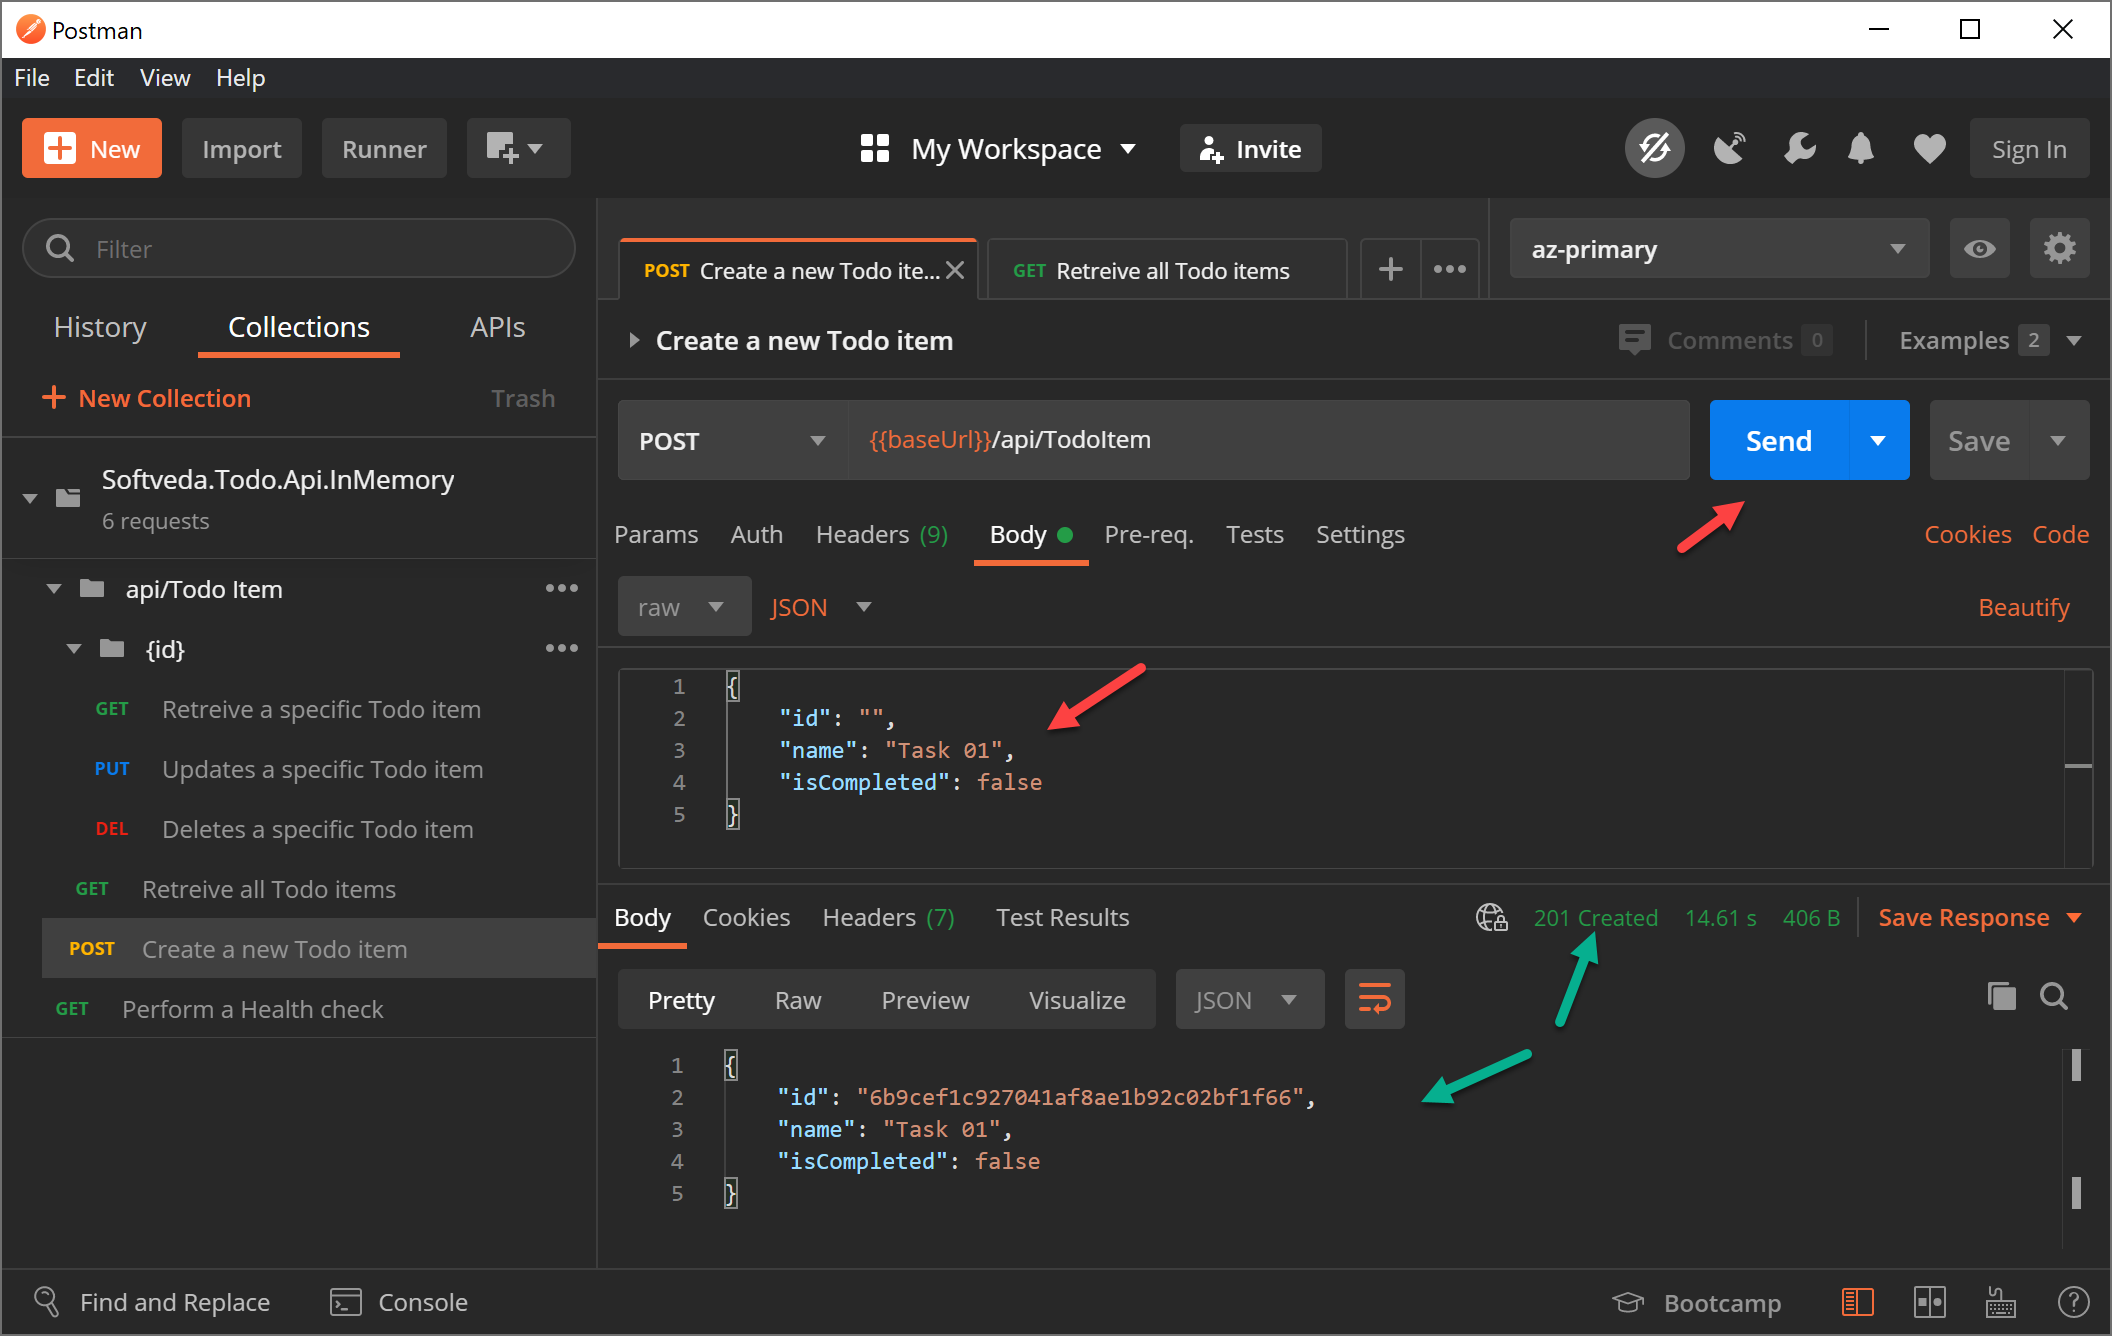 Postman
File Edit View Help
New Import Runner My Workspace Invite Sign In
Filter
History Collections APIs
New Collection Trash
Softveda.Todo.Api.InMemory
6 requests
api/Todo Item
{id}
GET Retreive a specific Todo item
PUT Updates a specific Todo item
DEL Deletes a specific Todo item
GET Retreive all Todo items
POST Create a new Todo item
GET Perform a Health check
POST Create a new Todo ite... GET Retreive all Todo items az-primary
Create a new Todo item Comments 0 Examples 2
POST {{baseUrl}}/api/TodoItem Send Save
Params Auth Headers (9) Body Pre-req. Tests Settings Cookies Code
raw JSON Beautify
1 {
2 "id": "",
3 "name": "Task 01",
4 "isCompleted": false
5 }
Body Cookies Headers (7) Test Results 201 Created 14.61 s 406 B Save Response
Pretty Raw Preview Visualize JSON
1 {
2 "id": "6b9cef1c927041af8ae1b92c02bf1f66",
3 "name": "Task 01",
4 "isCompleted": false
5 }
Find and Replace Console Bootcamp